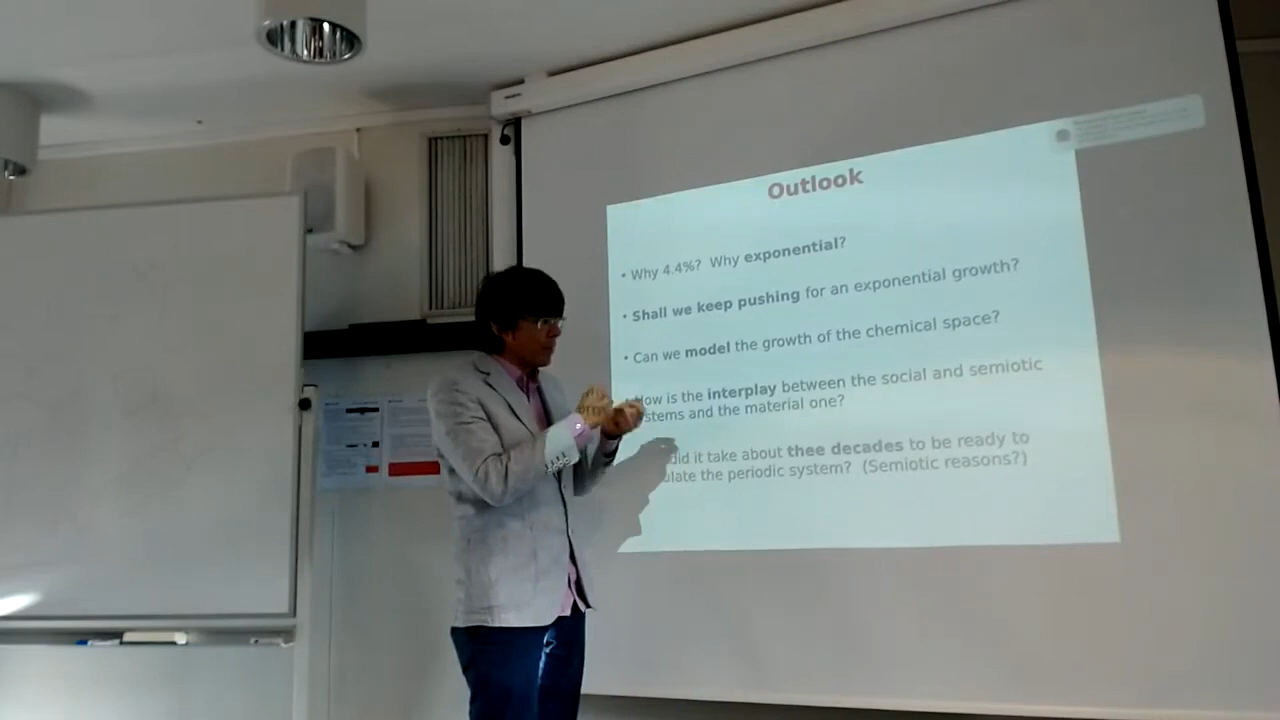 Outlook
• Why 4.4%? Why exponential?
• Shall we keep pushing for an exponential growth?
• Can we model the growth of the chemical space?
How is the interplay between the social and semiotic
stems and the material one?
did it take about thee decades to be ready to
ulate the periodic system? (Semiotic reasons?)